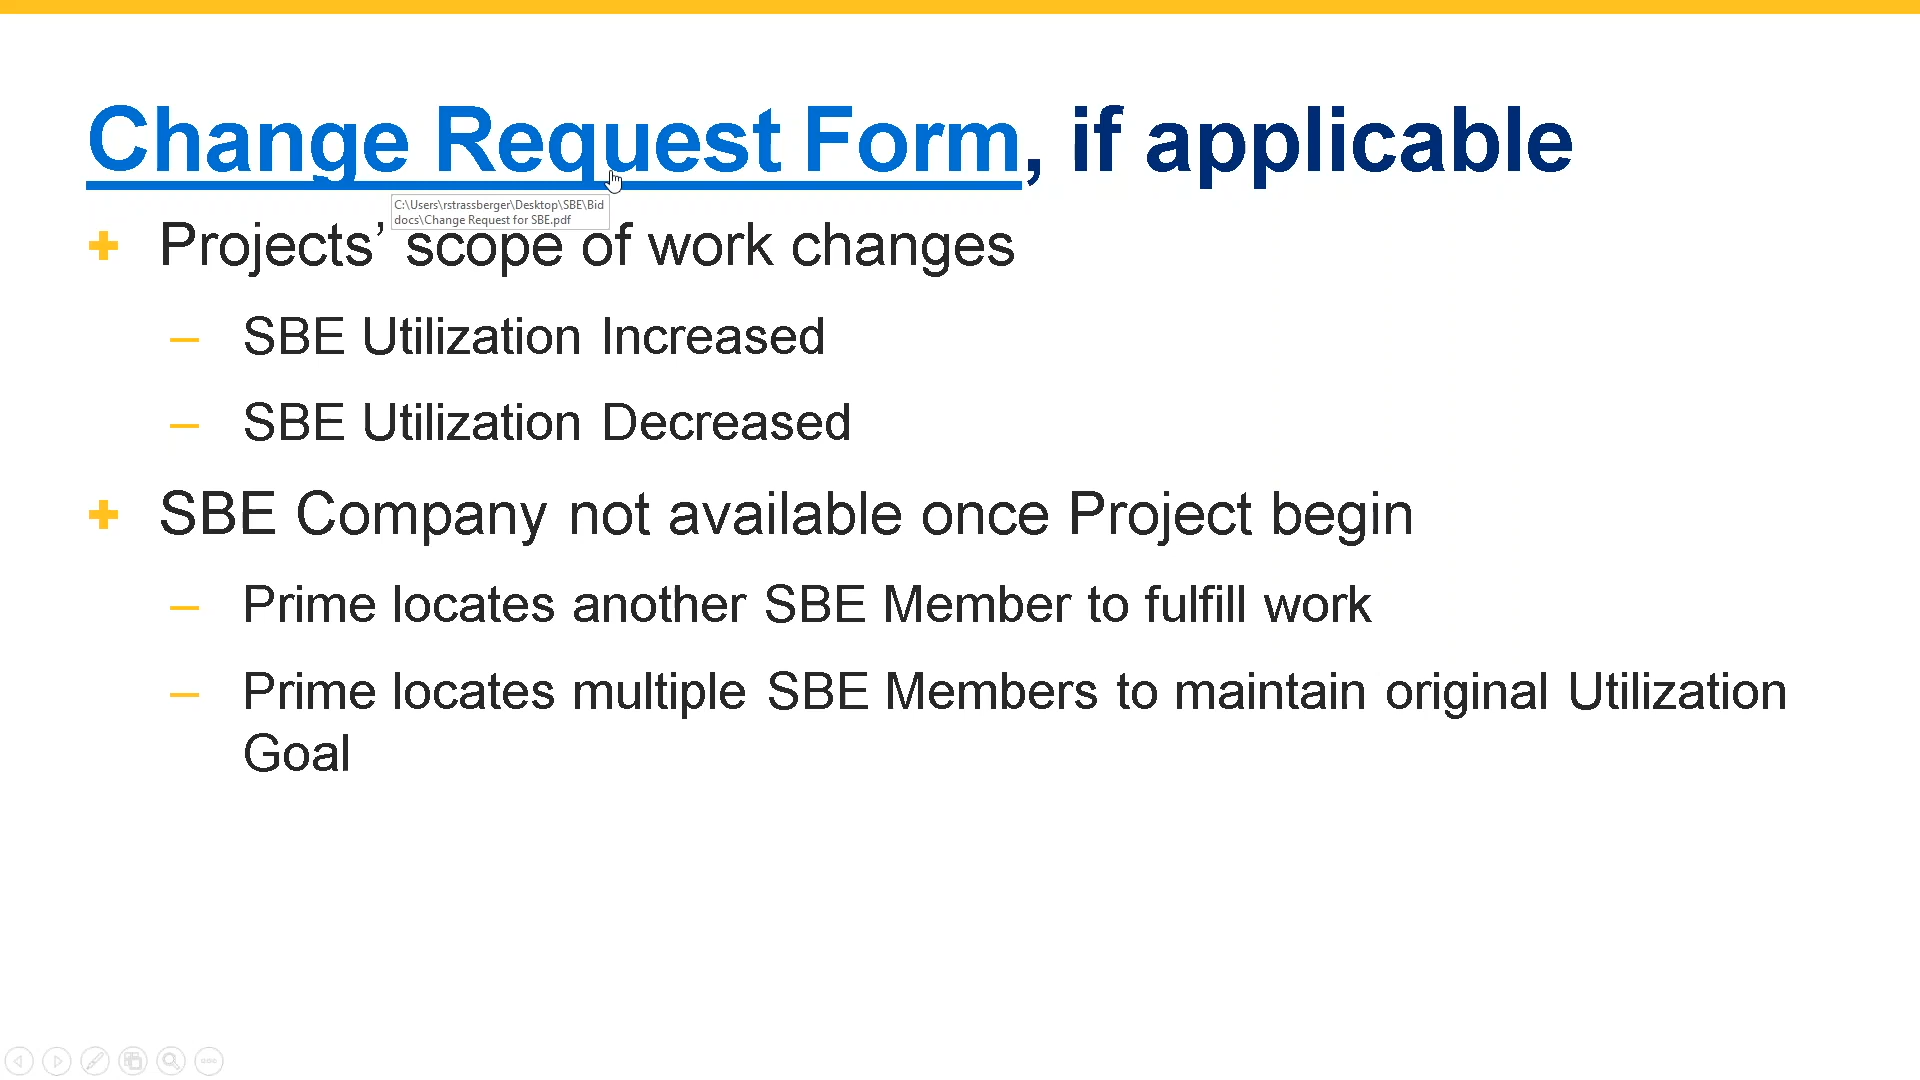 Change Request Form, if applicable
C:\Users\rstrassberger\Desktop\SBE\Bid
docs\Change Request for SBE.pdf
+ Projects’ scope of work changes
– SBE Utilization Increased
– SBE Utilization Decreased
+ SBE Company not available once Project begin
– Prime locates another SBE Member to fulfill work
– Prime locates multiple SBE Members to maintain original Utilization
Goal